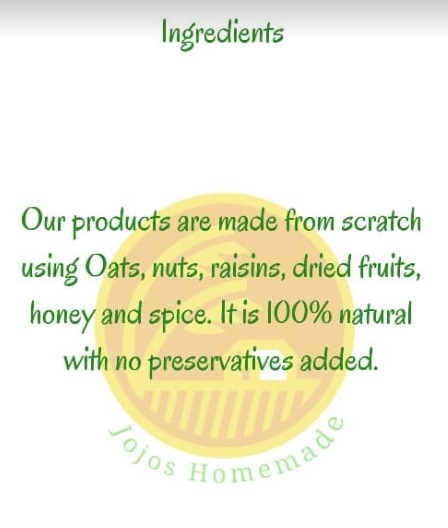 Ingredients
Our products are made from scratch
using Oats, nuts, raisins, dried fruits,
honey and spice. It is 100% natural
with no preservatives added.
Jojos Homemade